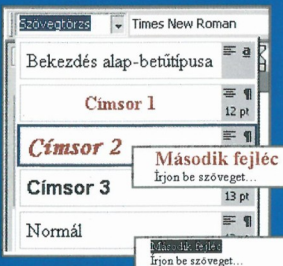 Szövegtörzs Times New Roman
Bekezdés alap-betűtípusa a
Címsor 1 ¶
12 pt
Címsor 2 ¶
Második fejléc
Írjon be szöveget...
Címsor 3
13 pt
Normál ¶
Második fejléc
Írjon be szöveget...